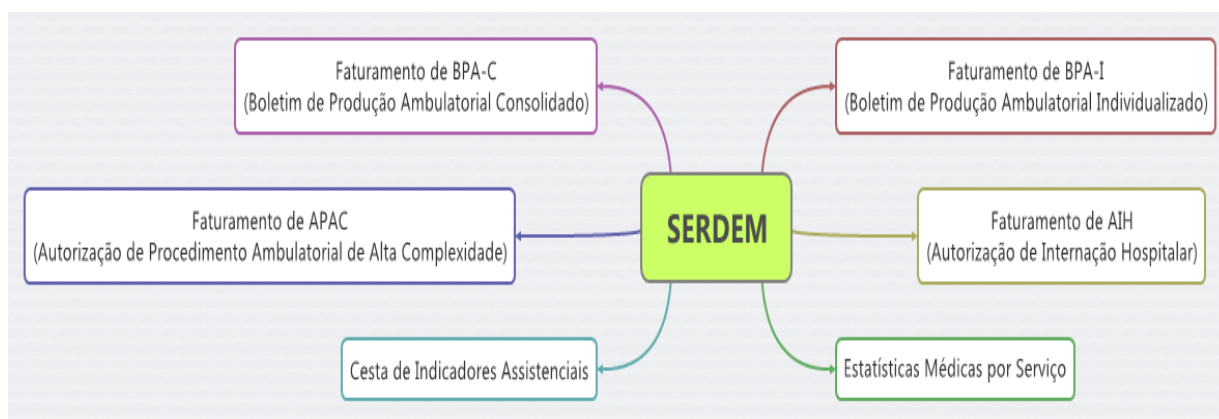 Faturamento de BPA-C
(Boletim de Produção Ambulatorial Consolidado)
Faturamento de BPA-I
(Boletim de Produção Ambulatorial Individualizado)
Faturamento de APAC
(Autorização de Procedimento Ambulatorial de Alta Complexidade)
SERDEM
Faturamento de AIH
(Autorização de Internação Hospitalar)
Cesta de Indicadores Assistenciais
Estatísticas Médicas por Serviço